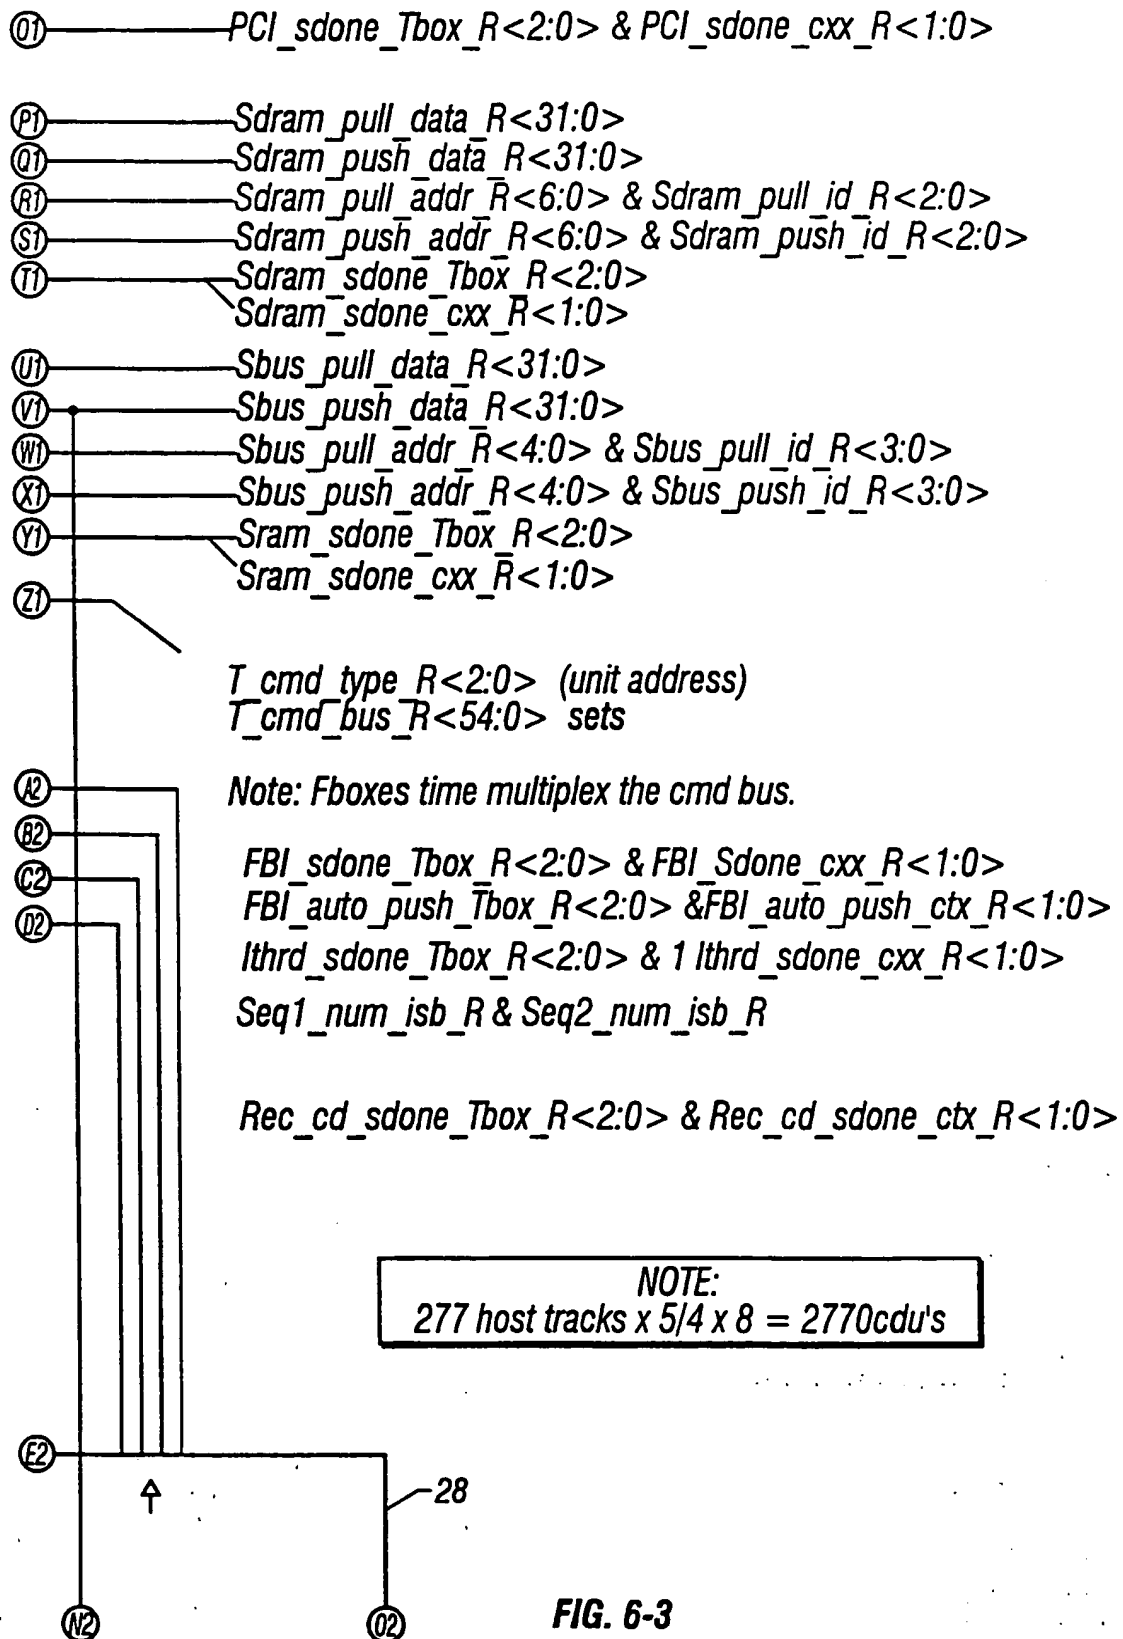 O1 PCI_sdone_Tbox_R<2:0> & PCI_sdone_cxx_R<1:0>
P1 Sdram_pull_data_R<31:0>
Q1 Sdram_push_data_R<31:0>
R1 Sdram_pull_addr_R<6:0> & Sdram_pull_id_R<2:0>
S1 Sdram_push_addr_R<6:0> & Sdram_push_id_R<2:0>
T1 Sdram_sdone_Tbox_R<2:0>
Sdram_sdone_cxx_R<1:0>
U1 Sbus_pull_data_R<31:0>
V1 Sbus_push_data_R<31:0>
W1 Sbus_pull_addr_R<4:0> & Sbus_pull_id_R<3:0>
X1 Sbus_push_addr_R<4:0> & Sbus_push_id_R<3:0>
Y1 Sram_sdone_Tbox_R<2:0>
Sram_sdone_cxx_R<1:0>
Z1
T_cmd_type_R<2:0> (unit address)
T_cmd_bus_R<54:0> sets
A2 Note: Fboxes time multiplex the cmd bus.
B2
FBI_sdone_Tbox_R<2:0> & FBI_Sdone_cxx_R<1:0>
C2
FBI_auto_push_Tbox_R<2:0> &FBI_auto_push_ctx_R<1:0>
D2
Ithrd_sdone_Tbox_R<2:0> & 1 Ithrd_sdone_cxx_R<1:0>
Seq1_num_isb_R & Seq2_num_isb_R
Rec_cd_sdone_Tbox_R<2:0> & Rec_cd_sdone_ctx_R<1:0>
NOTE:
277 host tracks x 5/4 x 8 = 2770cdu's
E2
28
N2 O2 FIG. 6-3